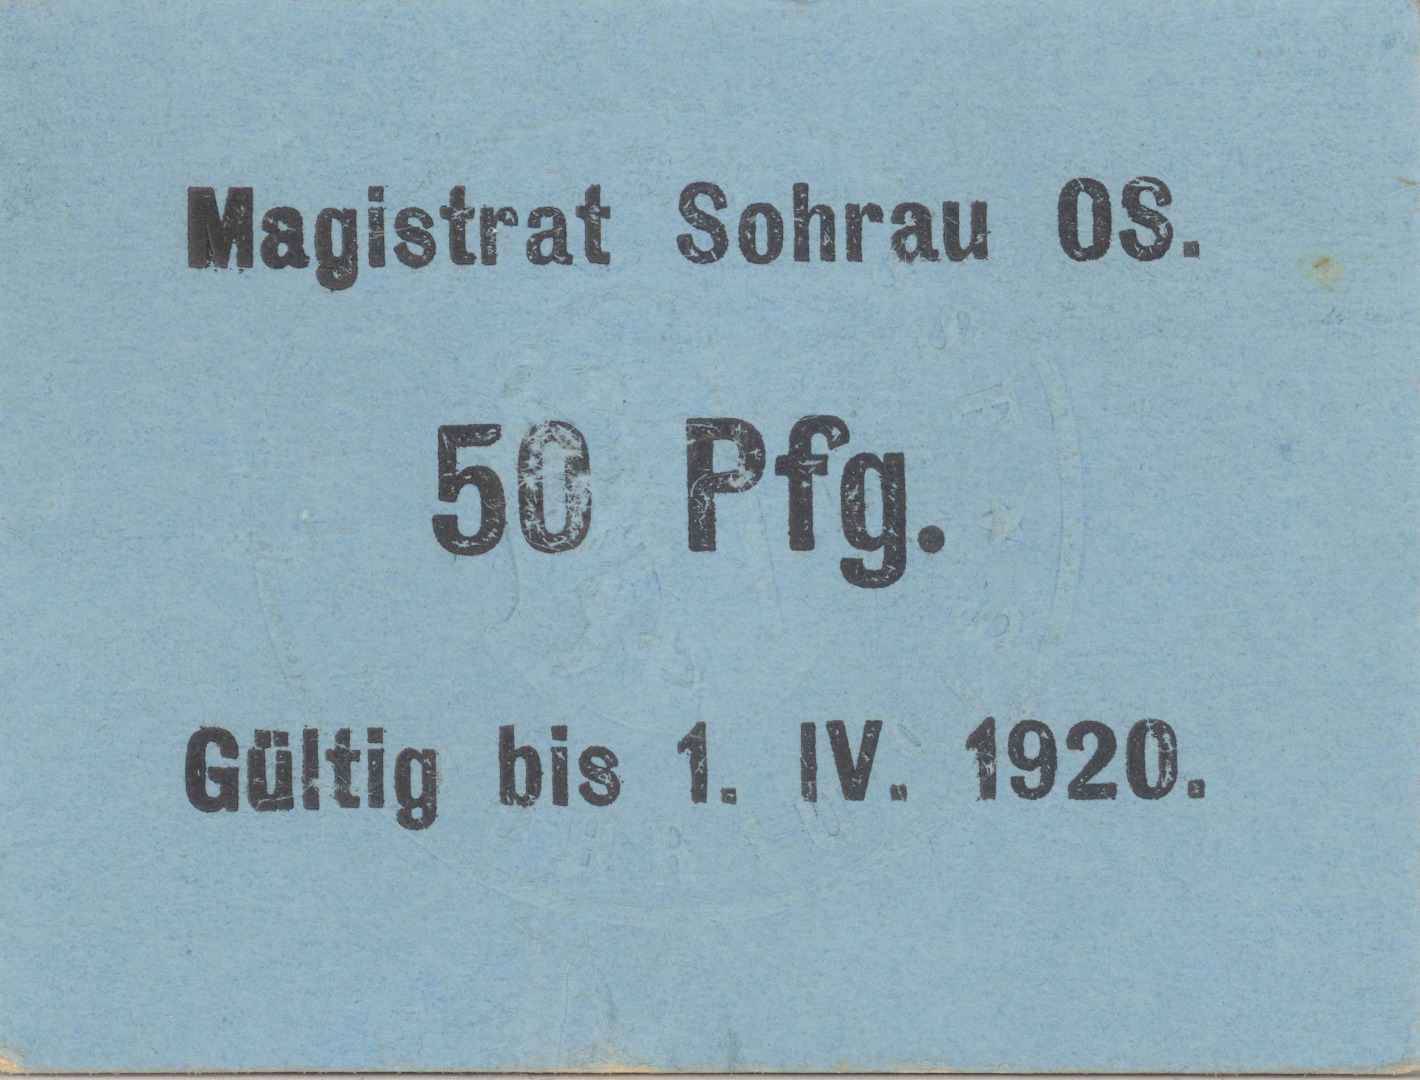 Magistrat Sohrau OS.
50 Pfg.
Gültig bis 1. IV. 1920.